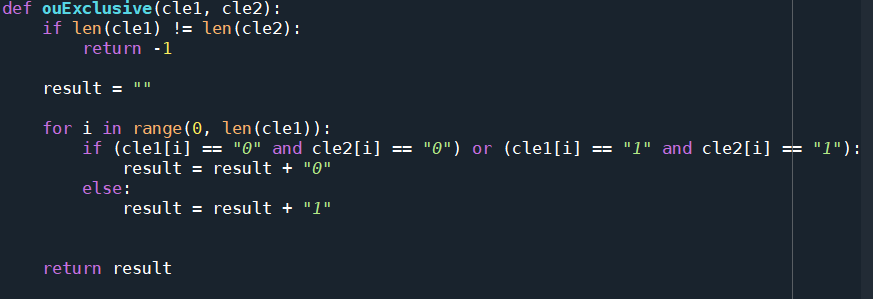 def ouExclusive(cle1, cle2):
    if len(cle1) != len(cle2):
        return -1
    result = ""
    for i in range(0, len(cle1)):
        if (cle1[i] == "0" and cle2[i] == "0") or (cle1[i] == "1" and cle2[i] == "1"):
            result = result + "0"
        else:
            result = result + "1"
    return result